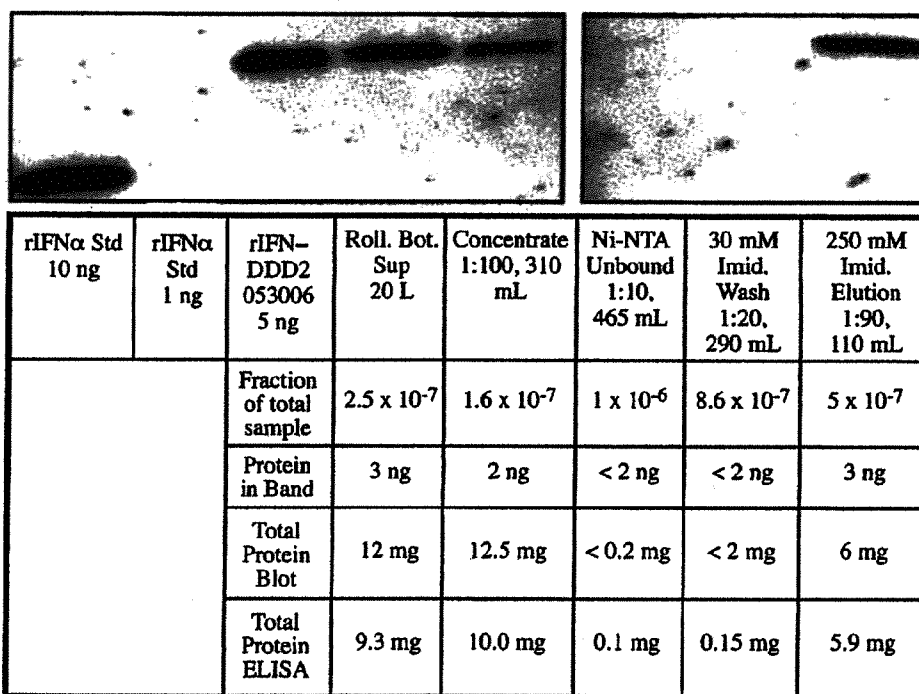 rIFNα Std
10 ng
rIFNα
Std
1 ng
rIFN–
DDD2
053006
5 ng
Roll. Bot.
Sup
20 L
Concentrate
1:100, 310
mL
Ni-NTA
Unbound
1:10,
465 mL
30 mM
Imid.
Wash
1:20,
290 mL
250 mM
Imid.
Elution
1:90,
110 mL
Fraction
of total
sample
2.5 x 10-7
1.6 x 10-7
1 x 10-6
8.6 x 10-7
5 x 10-7
Protein
in Band
3 ng
2 ng
< 2 ng
< 2 ng
3 ng
Total
Protein
Blot
12 mg
12.5 mg
< 0.2 mg
< 2 mg
6 mg
Total
Protein
ELISA
9.3 mg
10.0 mg
0.1 mg
0.15 mg
5.9 mg